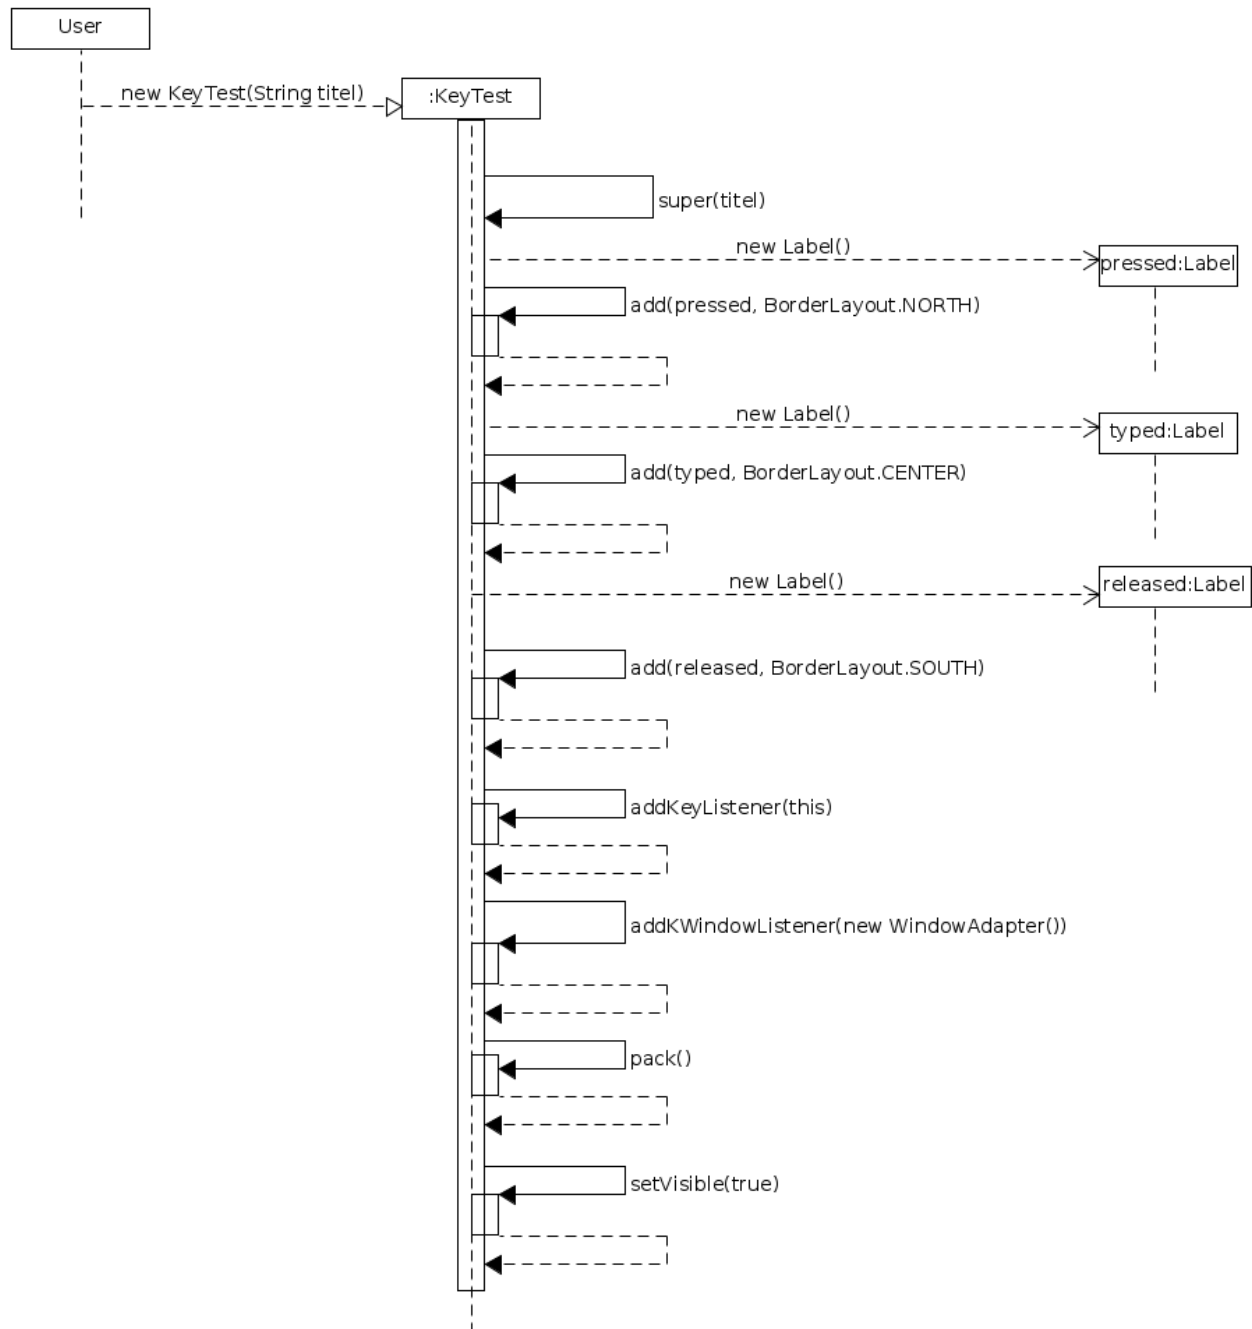 User
new KeyTest(String titel)
:KeyTest
super(titel)
new Label()
pressed:Label
add(pressed, BorderLayout.NORTH)
new Label()
typed:Label
add(typed, BorderLayout.CENTER)
new Label()
released:Label
add(released, BorderLayout.SOUTH)
addKeyListener(this)
addKWindowListener(new WindowAdapter())
pack()
setVisible(true)